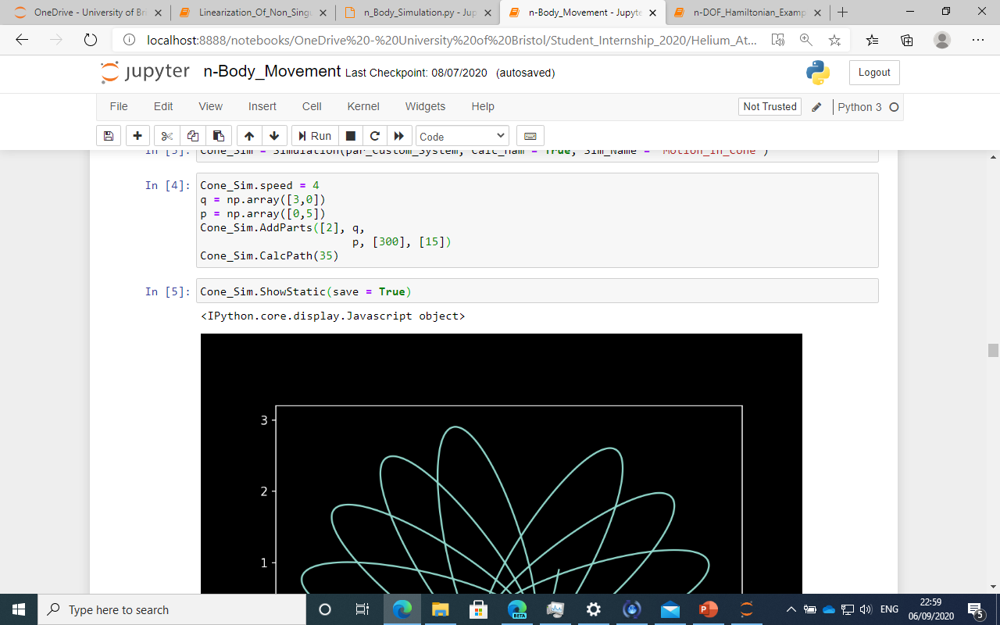 OneDrive - University of Bri
Linearization_Of_Non_Singu
n_Body_Simulation.py - Jup
n-Body_Movement - Jupyte
n-DOF_Hamiltonian_Examp
localhost:8888/notebooks/OneDrive%20-%20University%20of%20Bristol/Student_Internship_2020/Helium_At...
jupyter n-Body_Movement Last Checkpoint: 08/07/2020 (autosaved)
Logout
File Edit View Insert Cell Kernel Widgets Help
Not Trusted
Python 3
Run
Code
In [3]: Cone_Sim = Simulation(par_Custom_System, Calc_Ham = True, Sim_Name = "Motion_In_Cone")
In [4]: Cone_Sim.speed = 4
q = np.array([3,0])
p = np.array([0,5])
Cone_Sim.AddParts([2], q,
p, [300], [15])
Cone_Sim.CalcPath(35)
In [5]: Cone_Sim.ShowStatic(save = True)
<IPython.core.display.Javascript object>
3
2
1
Type here to search
BETA
ENG
22:59
06/09/2020
5